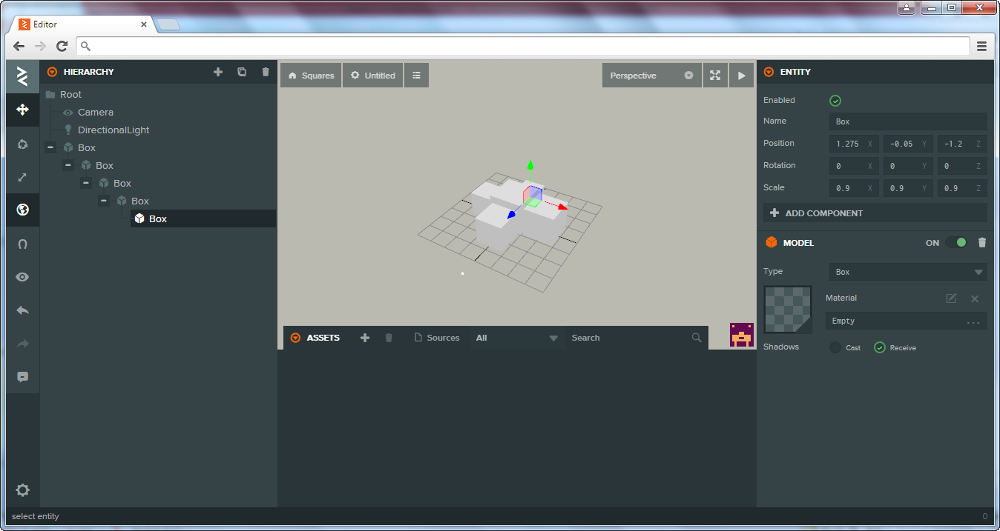 Editor
HIERARCHY
Root
Camera
DirectionalLight
Box
Box
Box
Box
Box
Squares
Untitled
Perspective
ASSETS
Sources
All
Search
ENTITY
Enabled
Name Box
Position 1.275 X -0.05 Y -1.2 Z
Rotation 0 X 0 Y 0 Z
Scale 0.9 X 0.9 Y 0.9 Z
ADD COMPONENT
MODEL ON
Type Box
Material
Empty ...
Shadows Cast Receive
select entity 0